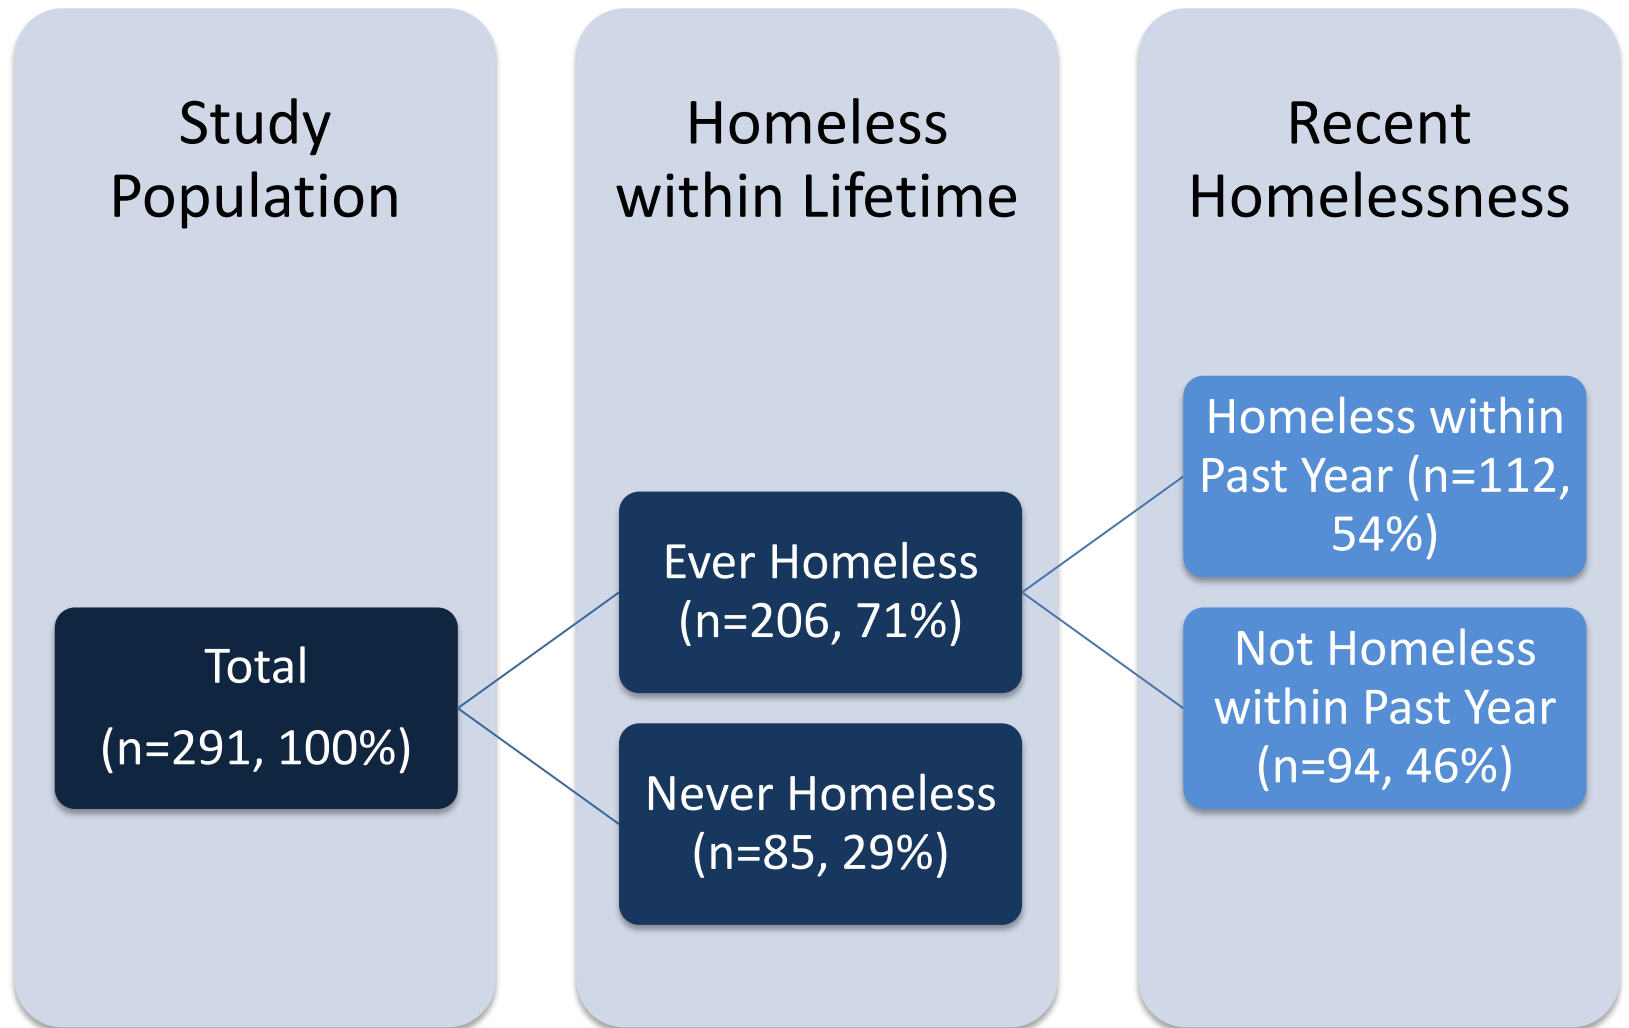 Study
Population
Homeless
within Lifetime
Recent
Homelessness
Total
(n=291, 100%)
Ever Homeless
(n=206, 71%)
Never Homeless
(n=85, 29%)
Homeless within
Past Year (n=112,
54%)
Not Homeless
within Past Year
(n=94, 46%)